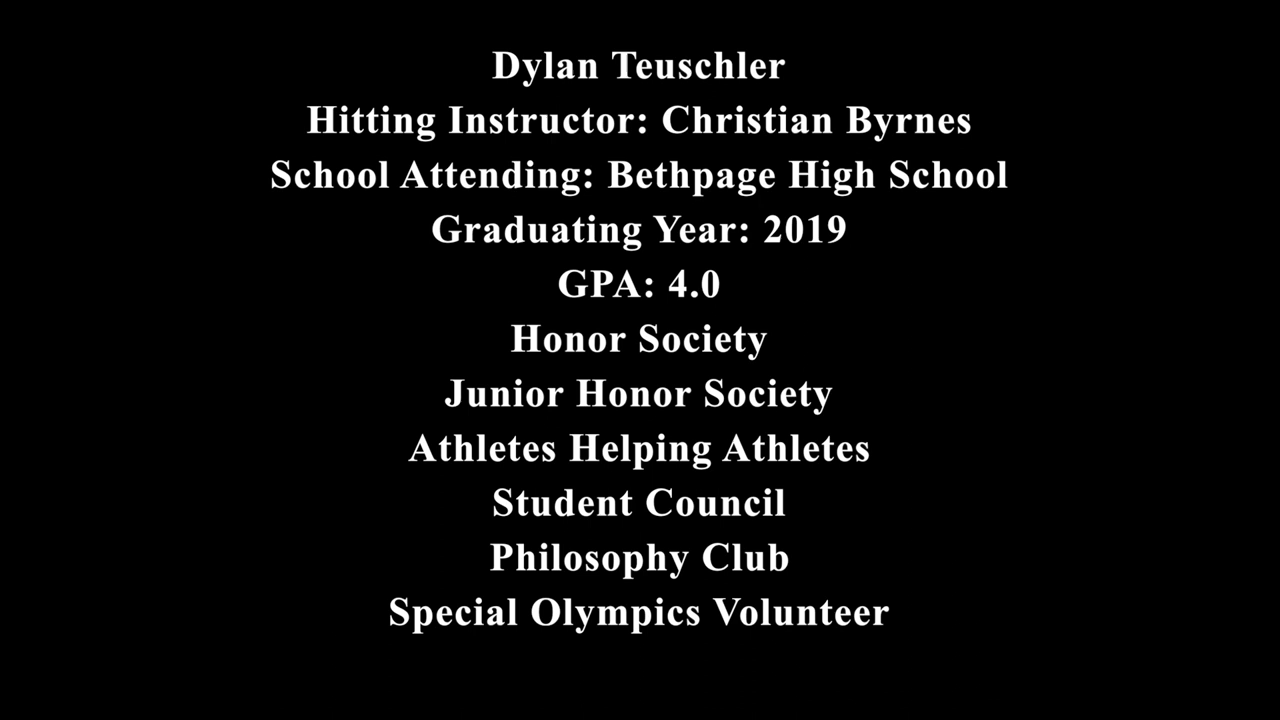 Dylan Teuschler
Hitting Instructor: Christian Byrnes
School Attending: Bethpage High School
Graduating Year: 2019
GPA: 4.0
Honor Society
Junior Honor Society
Athletes Helping Athletes
Student Council
Philosophy Club
Special Olympics Volunteer